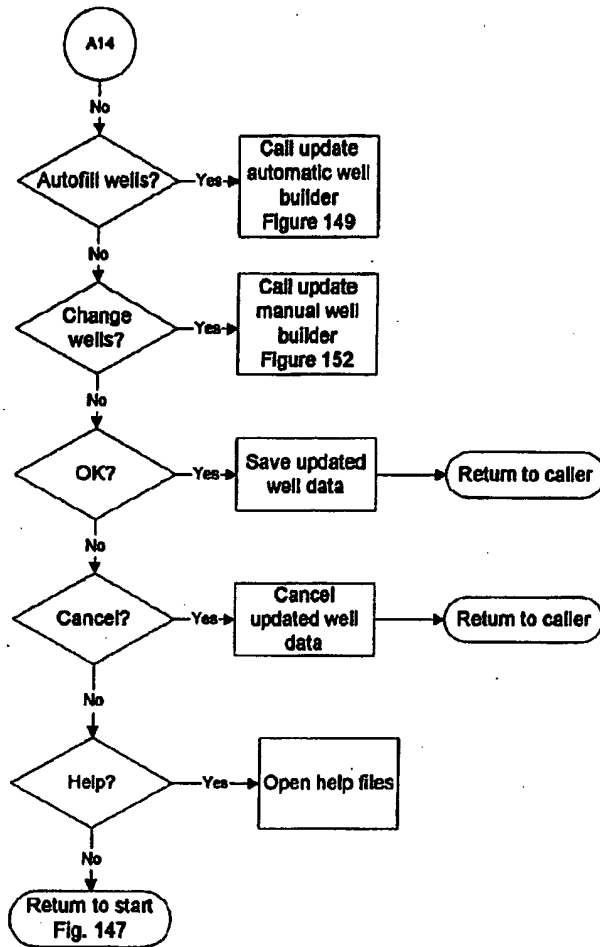 A14
No
Autofill wells?
Yes
Call update
automatic well
builder
Figure 149
No
Change
wells?
Yes
Call update
manual well
builder
Figure 152
No
OK?
Yes
Save updated
well data
Return to caller
No
Cancel?
Yes
Cancel
updated well
data
Return to caller
No
Help?
Yes
Open help files
No
Return to start
Fig. 147